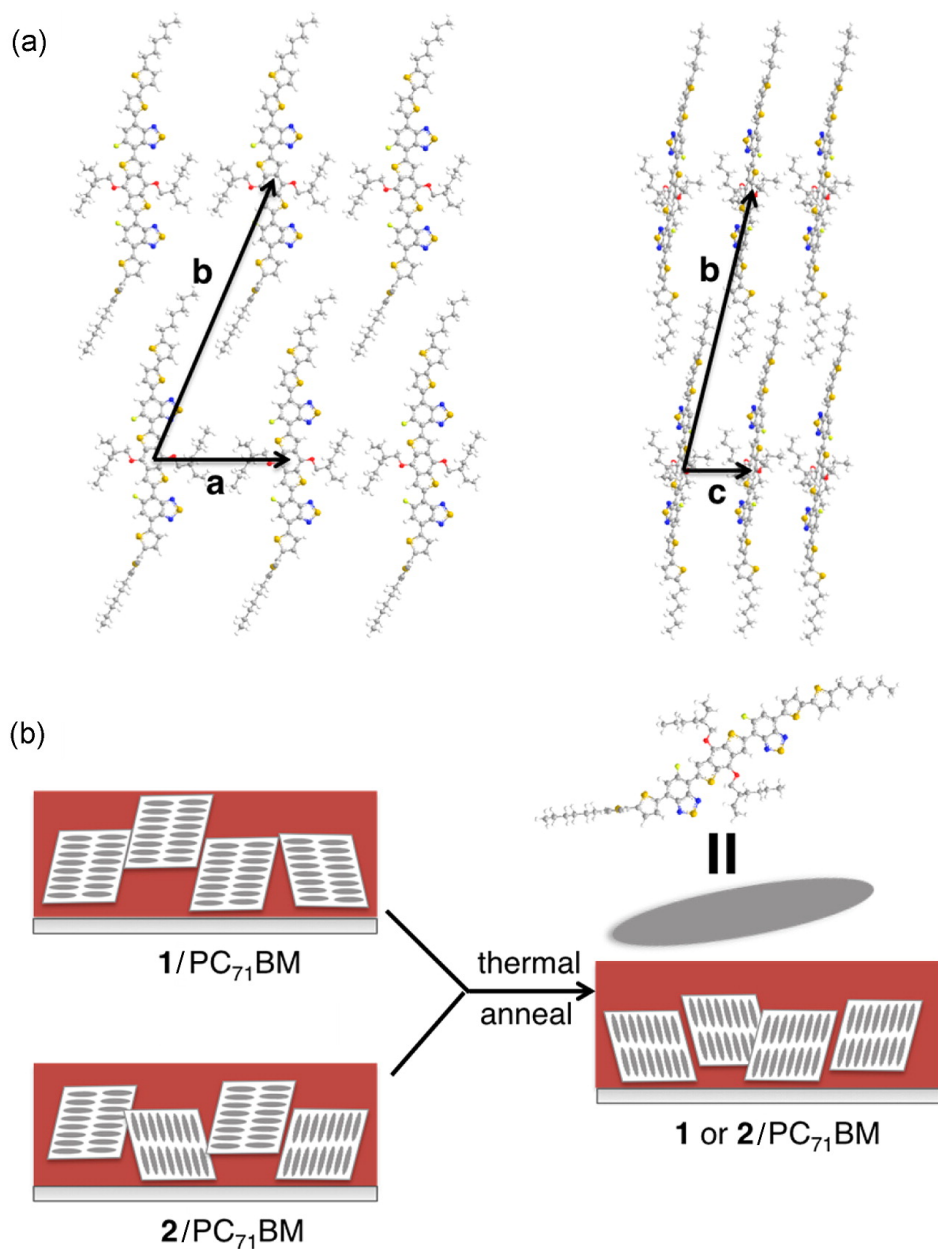 (a)
b
a
b
c
(b)
1/PC₇₁BM
thermal
anneal
2/PC₇₁BM
1 or 2/PC₇₁BM